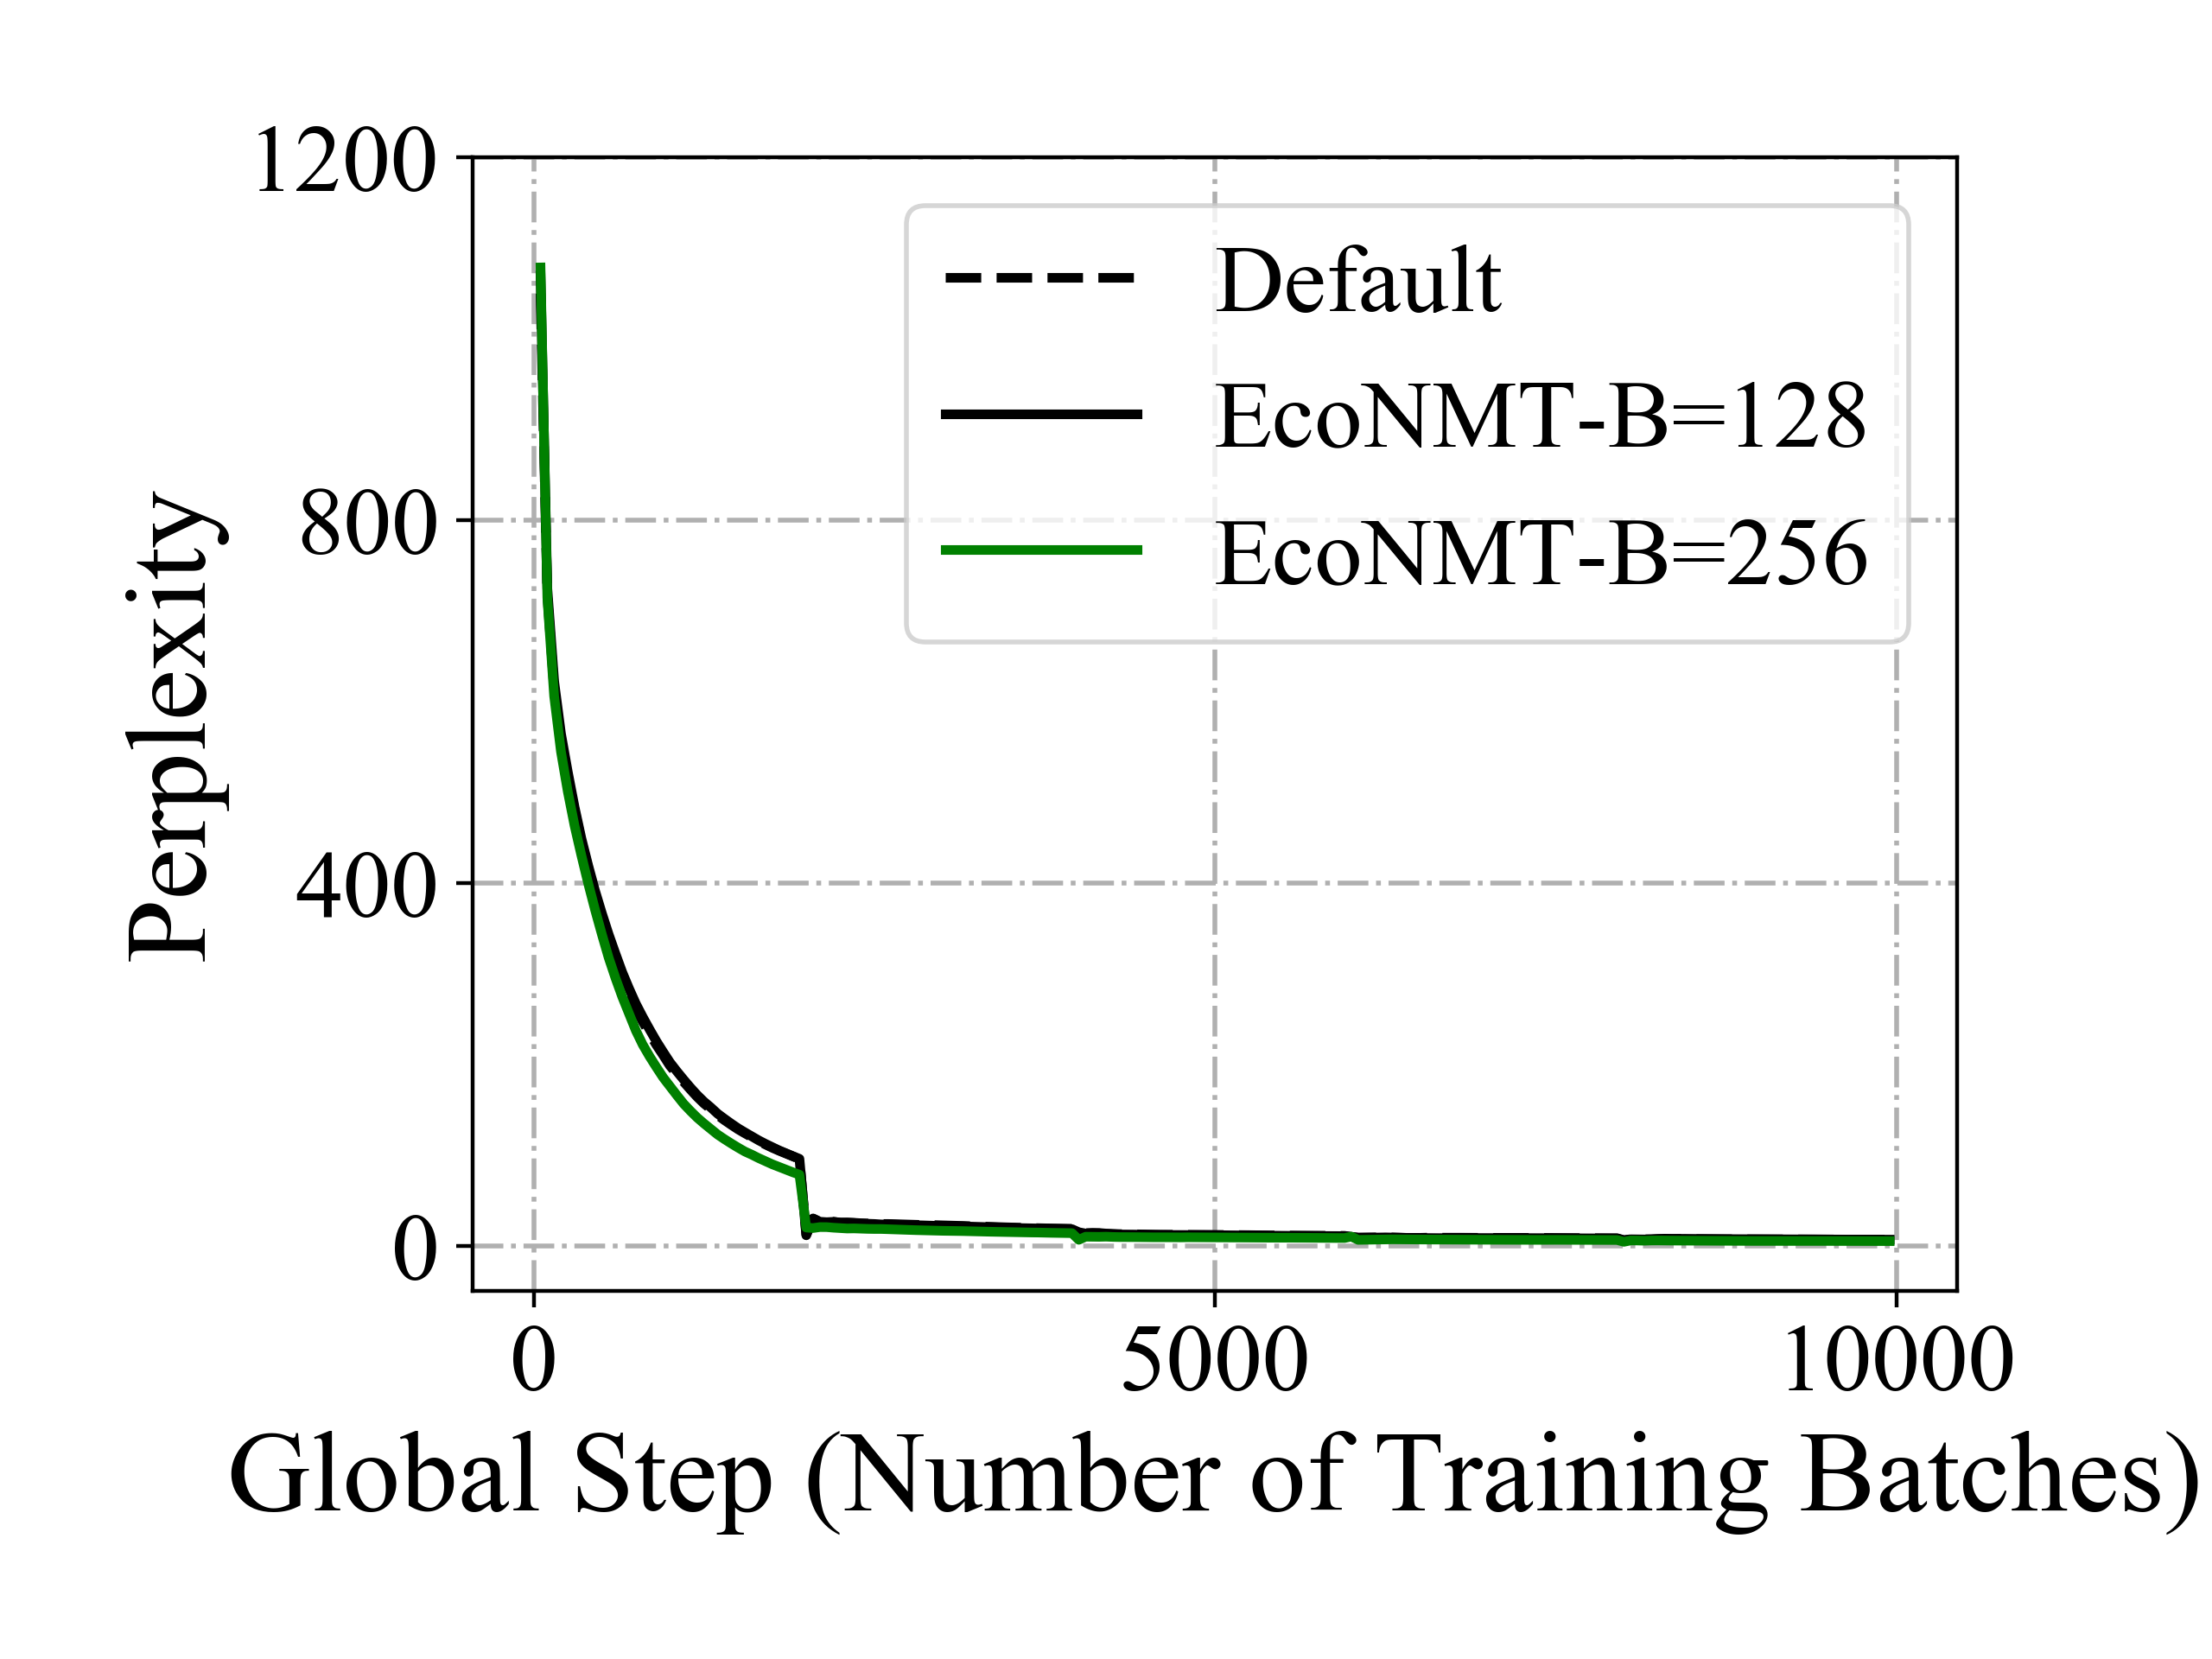 1200
800
400
0
Perplexity
Default
EcoNMT-B=128
EcoNMT-B=256
0 5000 10000
Global Step (Number of Training Batches)